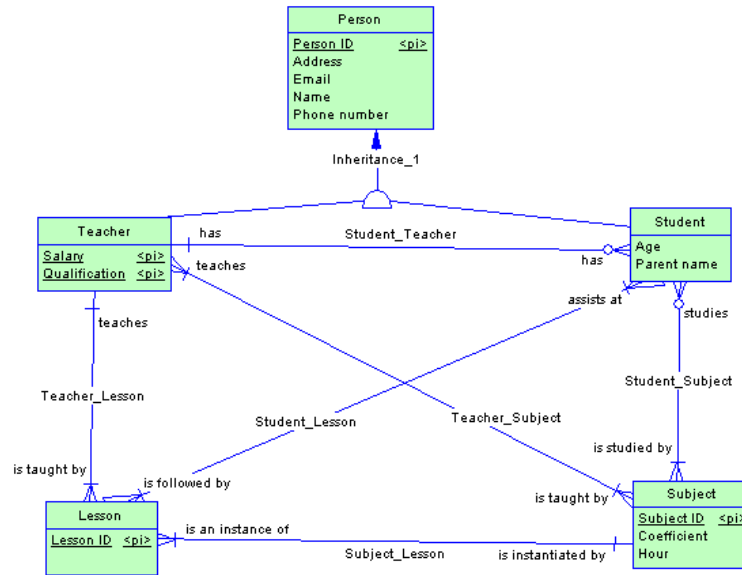 Person
Person ID <pi>
Address
Email
Name
Phone number
Inheritance_1
Teacher
Salary <pi>
Qualification <pi>
has
Student_Teacher
has
Student
Age
Parent name
teaches
assists at
studies
teaches
Teacher_Lesson
Student_Lesson
Teacher_Subject
Student_Subject
is studied by
is taught by
is followed by
is taught by
Lesson
Lesson ID <pi>
is an instance of
Subject_Lesson
is instantiated by
Subject
Subject ID <pi>
Coefficient
Hour